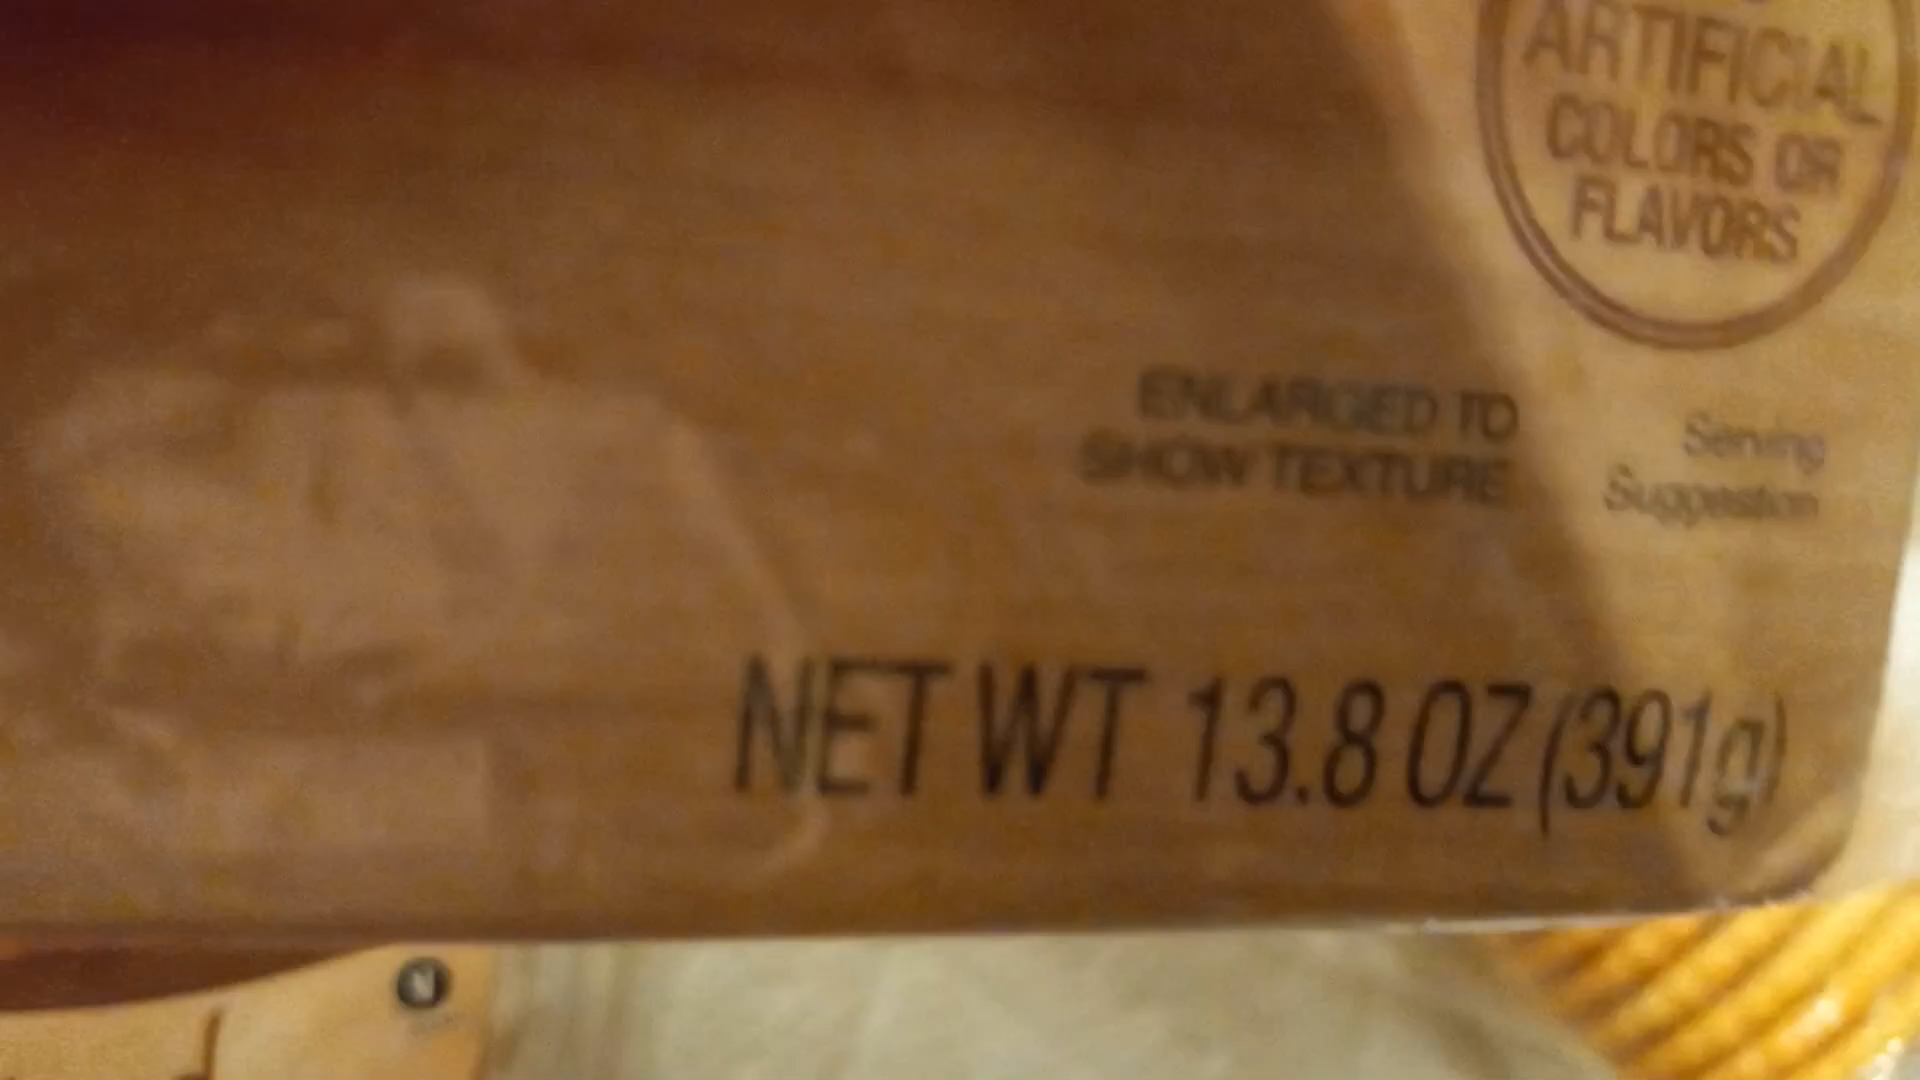 ARTIFICIAL
COLORS OR
FLAVORS
ENLARGED TO
SHOW TEXTURE
Serving
Suggestion
NET WT 13.8 OZ (391g)
N